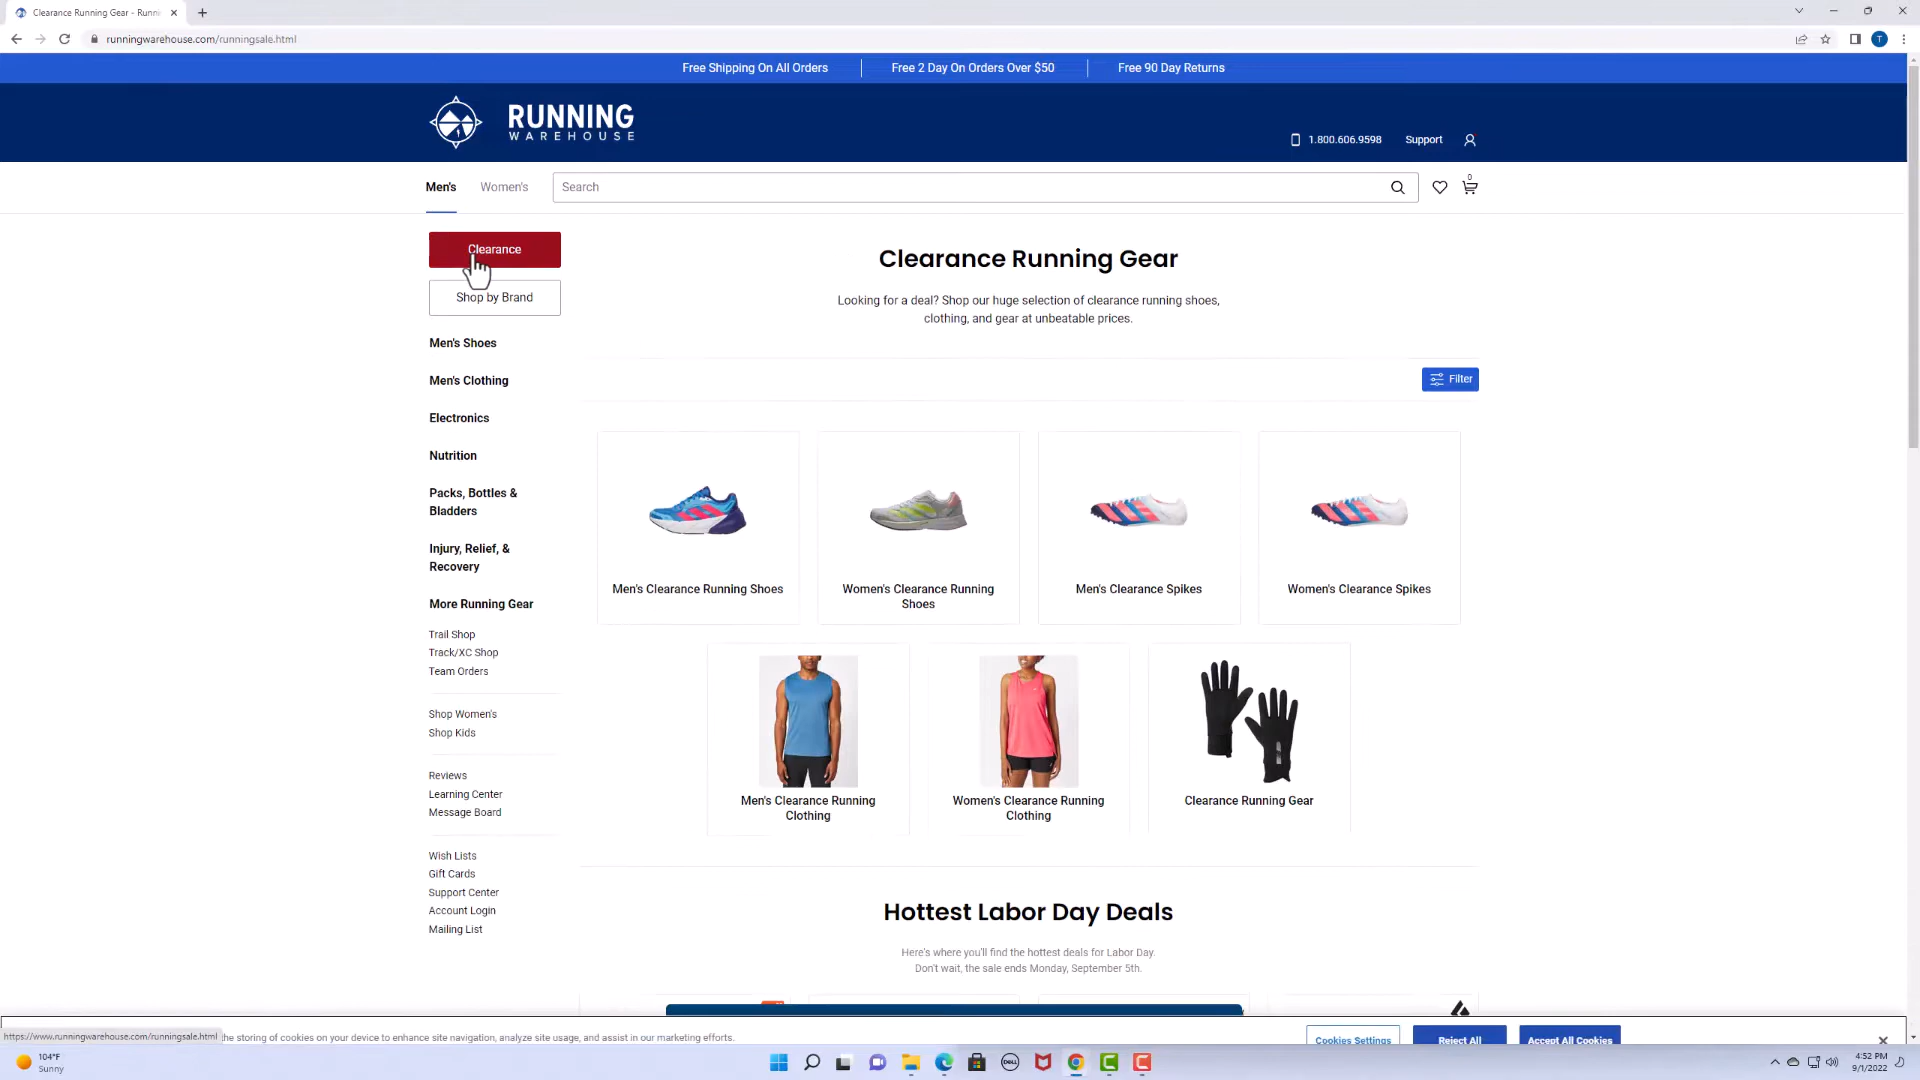 Clearance Running Gear - Runni
runningwarehouse.com/runningsale.html
T
Free Shipping On All Orders
Free 2 Day On Orders Over $50
Free 90 Day Returns
RUNNING
WAREHOUSE
1.800.606.9598
Support
Men's
Women's
Search
0
Clearance
Shop by Brand
Men's Shoes
Men's Clothing
Electronics
Nutrition
Packs, Bottles &
Bladders
Injury, Relief, &
Recovery
More Running Gear
Trail Shop
Track/XC Shop
Team Orders
Shop Women's
Shop Kids
Reviews
Learning Center
Message Board
Wish Lists
Gift Cards
Support Center
Account Login
Mailing List
Clearance Running Gear
Looking for a deal? Shop our huge selection of clearance running shoes,
clothing, and gear at unbeatable prices.
Filter
Men's Clearance Running Shoes
Women's Clearance Running
Shoes
Men's Clearance Spikes
Women's Clearance Spikes
Men's Clearance Running
Clothing
Women's Clearance Running
Clothing
Clearance Running Gear
Hottest Labor Day Deals
Here's where you'll find the hottest deals for Labor Day.
Don't wait, the sale ends Monday, September 5th.
https://www.runningwarehouse.com/runningsale.html
the storing of cookies on your device to enhance site navigation, analyze site usage, and assist in our marketing efforts.
Cookies Settings
Reject All
Accept All Cookies
104°F
Sunny
DELL
4:52 PM
9/1/2022